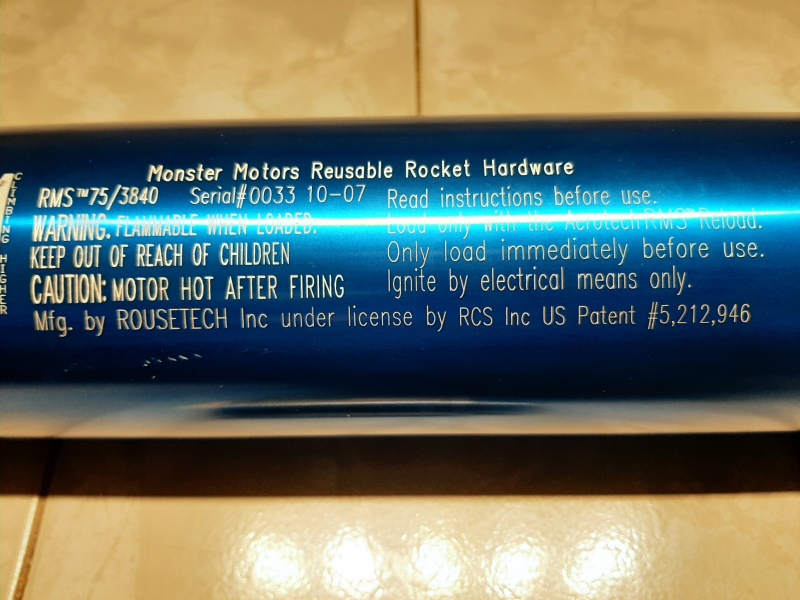 CLIMBING HIGHER
Monster Motors Reusable Rocket Hardware
RMS™75/3840 Serial#0033 10-07
WARNING: FLAMMABLE WHEN LOADED.
KEEP OUT OF REACH OF CHILDREN
CAUTION: MOTOR HOT AFTER FIRING
Read instructions before use.
Load only with the Aerotech RMS™ Reload.
Only load immediately before use.
Ignite by electrical means only.
Mfg. by ROUSETECH Inc under license by RCS Inc US Patent #5,212,946